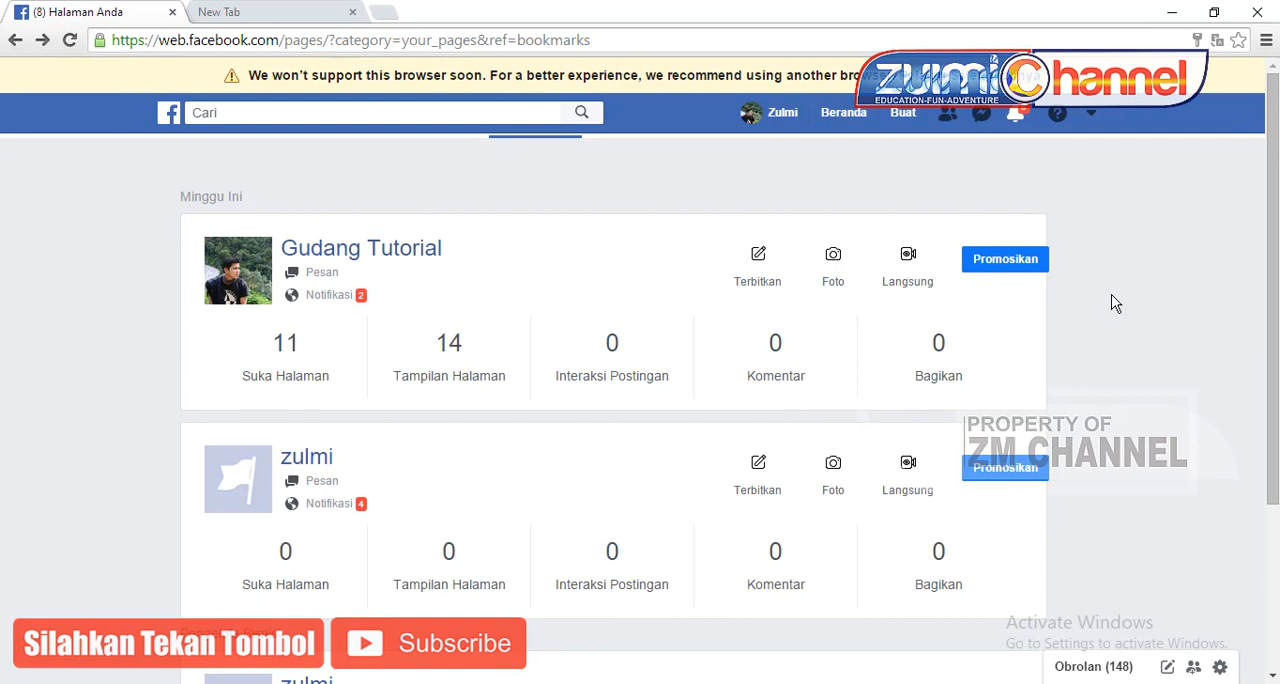 (8) Halaman Anda
New Tab
https://web.facebook.com/pages/?category=your_pages&ref=bookmarks
We won't support this browser soon. For a better experience, we recommend using another
zulmi Channel
EDUCATION-FUN-ADVENTURE
Cari
Zulmi
Beranda
Buat
Minggu Ini
Gudang Tutorial
Pesan
Notifikasi 2
Terbitkan
Foto
Langsung
Promosikan
11
14
0
0
0
Suka Halaman
Tampilan Halaman
Interaksi Postingan
Komentar
Bagikan
PROPERTY OF
ZM CHANNEL
zulmi
Pesan
Notifikasi 4
Terbitkan
Foto
Langsung
Promosikan
0
0
0
0
0
Suka Halaman
Tampilan Halaman
Interaksi Postingan
Komentar
Bagikan
Silahkan Tekan Tombol
Subscribe
Activate Windows
Go to Settings to activate Windows.
Obrolan (148)
zulmi